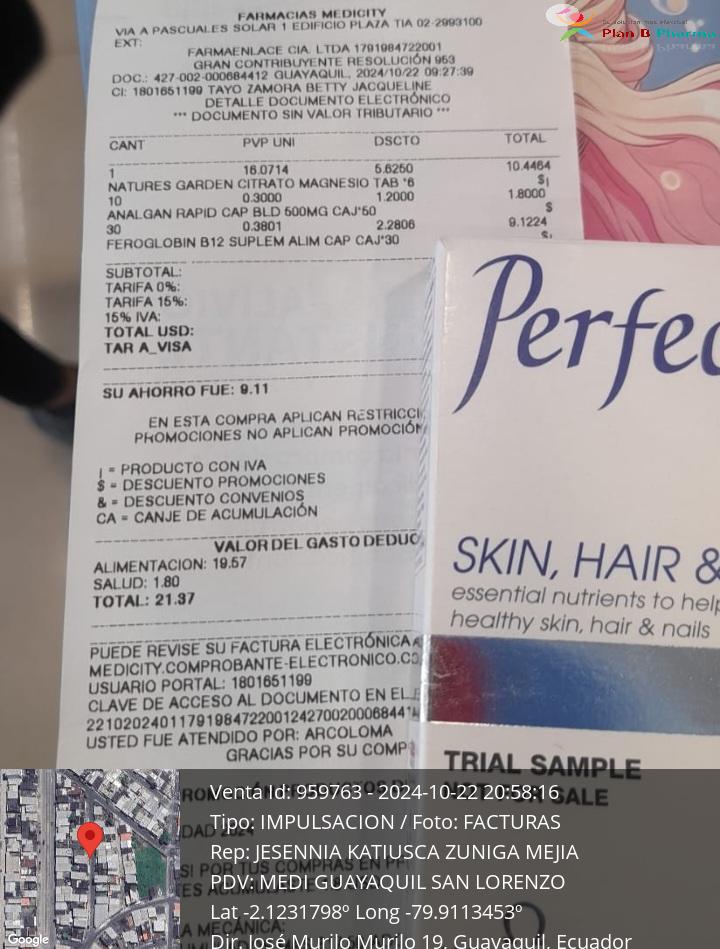 FARMACIAS MEDICITY
VIA A PASCUALES SOLAR 1 EDIFICIO PLAZA TIA 02-2993100
EXT:
FARMAENLACE CIA. LTDA 1791984722001
GRAN CONTRIBUYENTE RESOLUCIÓN 953
DOC.: 427-002-000684412 GUAYAQUIL, 2024/10/22 09:27:39
CI: 1801651199 TAYO ZAMORA BETTY JACQUELINE
DETALLE DOCUMENTO ELECTRÓNICO
*** DOCUMENTO SIN VALOR TRIBUTARIO ***
CANT PVP UNI DSCTO TOTAL
1 16.0714 5.6250 10.4464
NATURES GARDEN CITRATO MAGNESIO TAB *6 $|
10 0.3000 1.2000 1.8000
ANALGAN RAPID CAP BLD 500MG CAJ*50 $
30 0.3801 2.2806 9.1224
FEROGLOBIN B12 SUPLEM ALIM CAP CAJ*30 $|
SUBTOTAL:
TARIFA 0%:
TARIFA 15%:
15% IVA:
TOTAL USD:
TAR A_VISA
SU AHORRO FUE: 9.11
EN ESTA COMPRA APLICAN RESTRICCI
PROMOCIONES NO APLICAN PROMOCIÓN
| = PRODUCTO CON IVA
$ = DESCUENTO PROMOCIONES
& = DESCUENTO CONVENIOS
CA = CANJE DE ACUMULACIÓN
VALOR DEL GASTO DEDUC
ALIMENTACION: 19.57
SALUD: 1.80
TOTAL: 21.37
PUEDE REVISE SU FACTURA ELECTRÓNICA
MEDICITY.COMPROBANTE-ELECTRONICO.CO
USUARIO PORTAL: 1801651199
CLAVE DE ACCESO AL DOCUMENTO EN EL
USTED FUE ATENDIDO POR: ARCOLOMA
GRACIAS POR SU COMP
Plan B Pharma
Perfec
SKIN, HAIR &
essential nutrients to help
healthy skin, hair & nails
TRIAL SAMPLE
NOT FOR SALE
Venta Id: 959763 - 2024-10-22 20:58:16
Tipo: IMPULSACION / Foto: FACTURAS
Rep: JESENNIA KATIUSCA ZUNIGA MEJIA
PDV: MEDI GUAYAQUIL SAN LORENZO
Lat -2.1231798º Long -79.9113453º
Dir. José Murillo Murillo 19, Guayaquil, Ecuador
Google